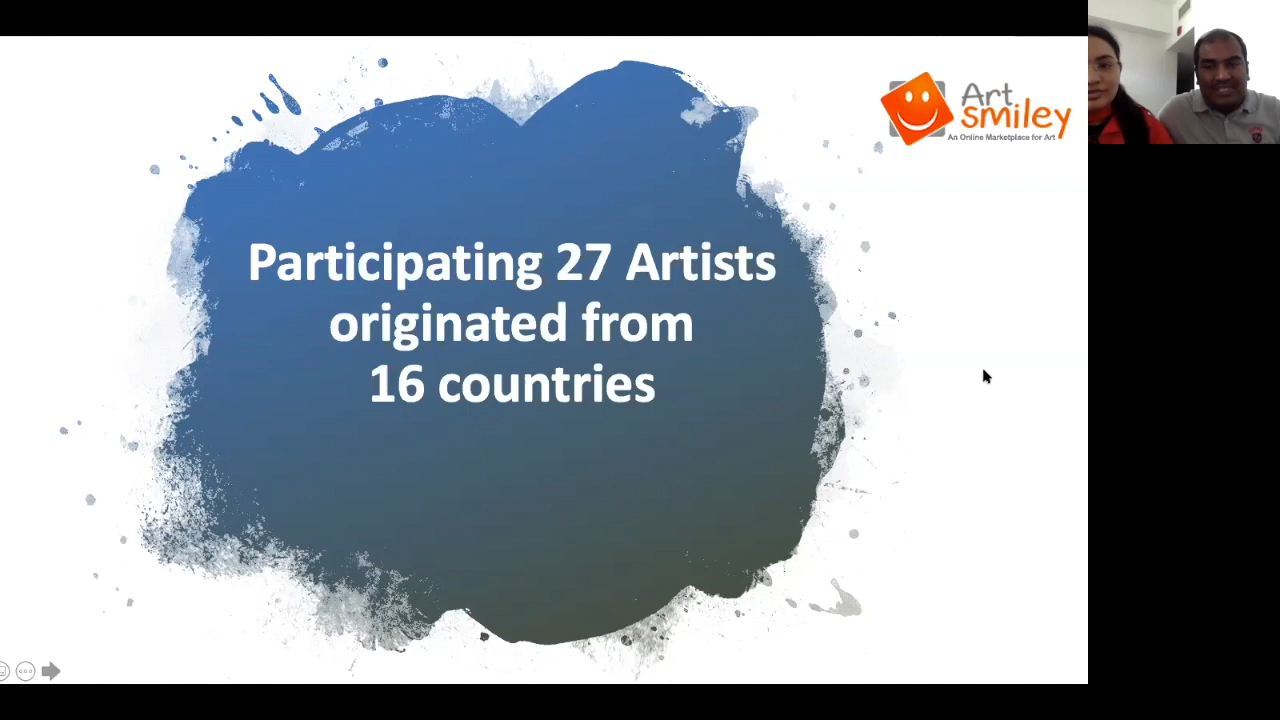 Participating 27 Artists
originated from
16 countries
Art
smiley
An Online Marketplace for Art